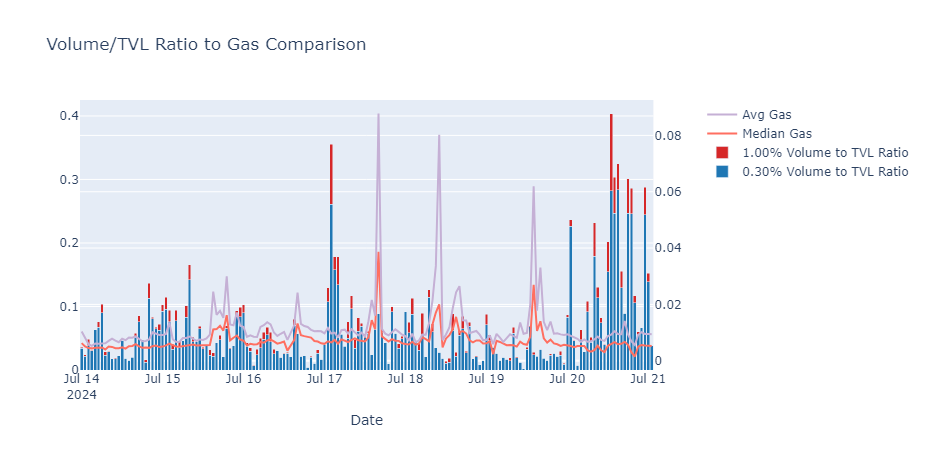 Volume/TVL Ratio to Gas Comparison
Avg Gas
Median Gas
1.00% Volume to TVL Ratio
0.30% Volume to TVL Ratio
0.4
0.3
0.2
0.1
0
0.08
0.06
0.04
0.02
0
Jul 14
2024
Jul 15
Jul 16
Jul 17
Jul 18
Jul 19
Jul 20
Jul 21
Date